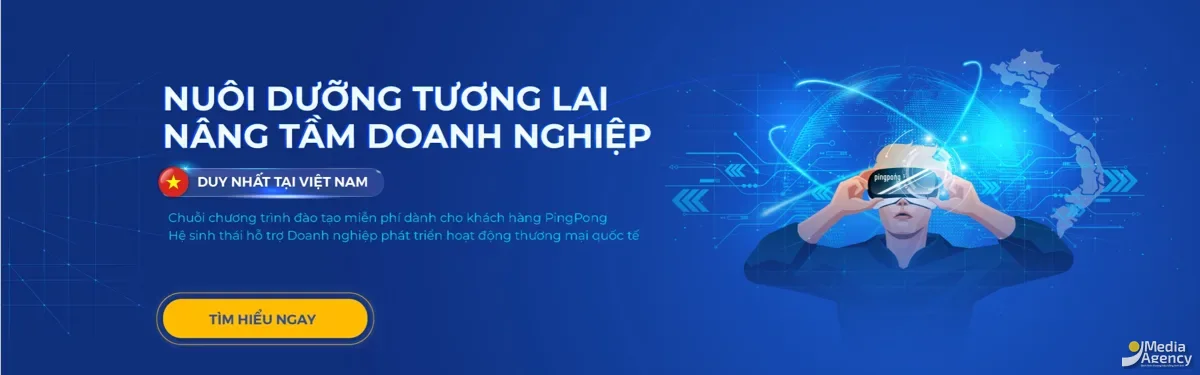 NUÔI DƯỠNG TƯƠNG LAI
NÂNG TẦM DOANH NGHIỆP
DUY NHẤT TẠI VIỆT NAM
Chuỗi chương trình đào tạo miễn phí dành cho khách hàng PingPong
Hệ sinh thái hỗ trợ Doanh nghiệp phát triển hoạt động thương mại quốc tế
TÌM HIỂU NGAY
pingpong
Media
Agency